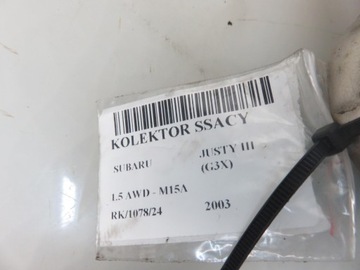 KOLEKTOR SSACY
SUBARU JUSTY III
(G3X)
1.5 AWD - M15A
RK/1078/24 2003